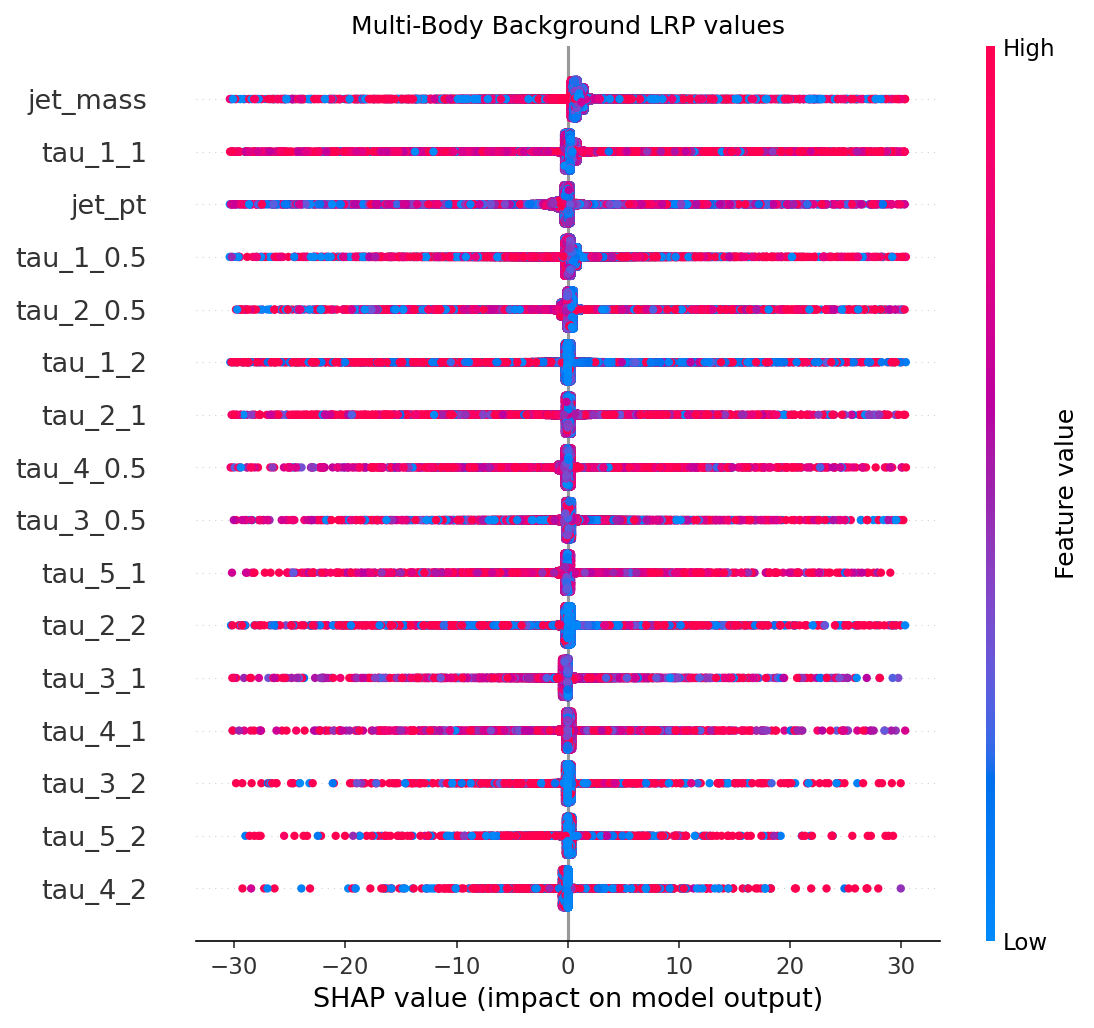 Multi-Body Background LRP values
High
jet_mass
tau_1_1
jet_pt
tau_1_0.5
tau_2_0.5
tau_1_2
tau_2_1
tau_4_0.5
tau_3_0.5
tau_5_1
tau_2_2
tau_3_1
tau_4_1
tau_3_2
tau_5_2
tau_4_2
Feature value
Low
−30 −20 −10 0 10 20 30
SHAP value (impact on model output)